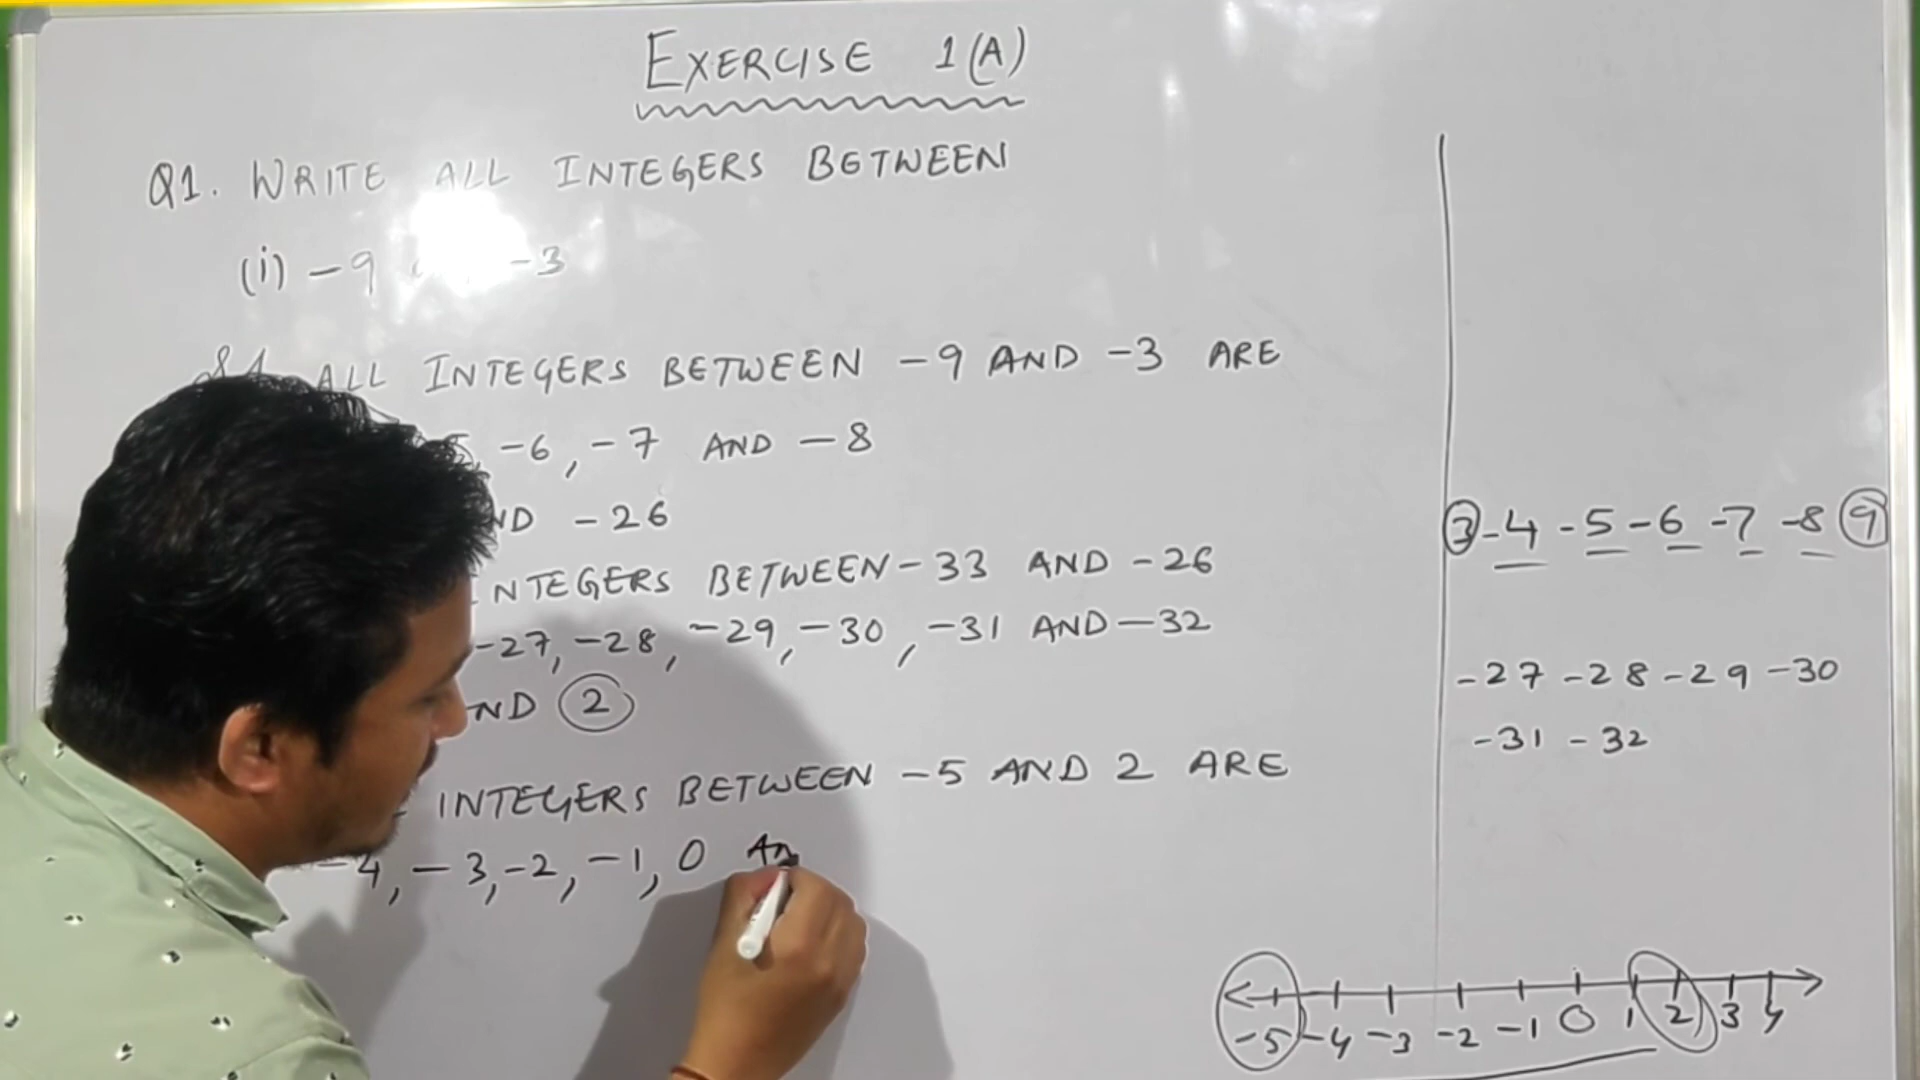 EXERCISE 1(A)
Q1. WRITE ALL INTEGERS BETWEEN
(i) -9 -3
ALL INTEGERS BETWEEN -9 AND -3 ARE
-6, -7 AND -8
-26
INTEGERS BETWEEN -33 AND -26
-27, -28, -29, -30, -31 AND -32
2
INTEGERS BETWEEN -5 AND 2 ARE
-4, -3, -2, -1, 0 An
3 -4 -5 -6 -7 -8 9
-27 -28 -29 -30
-31 -32
-5 -4 -3 -2 -1 0 1 2 3 4